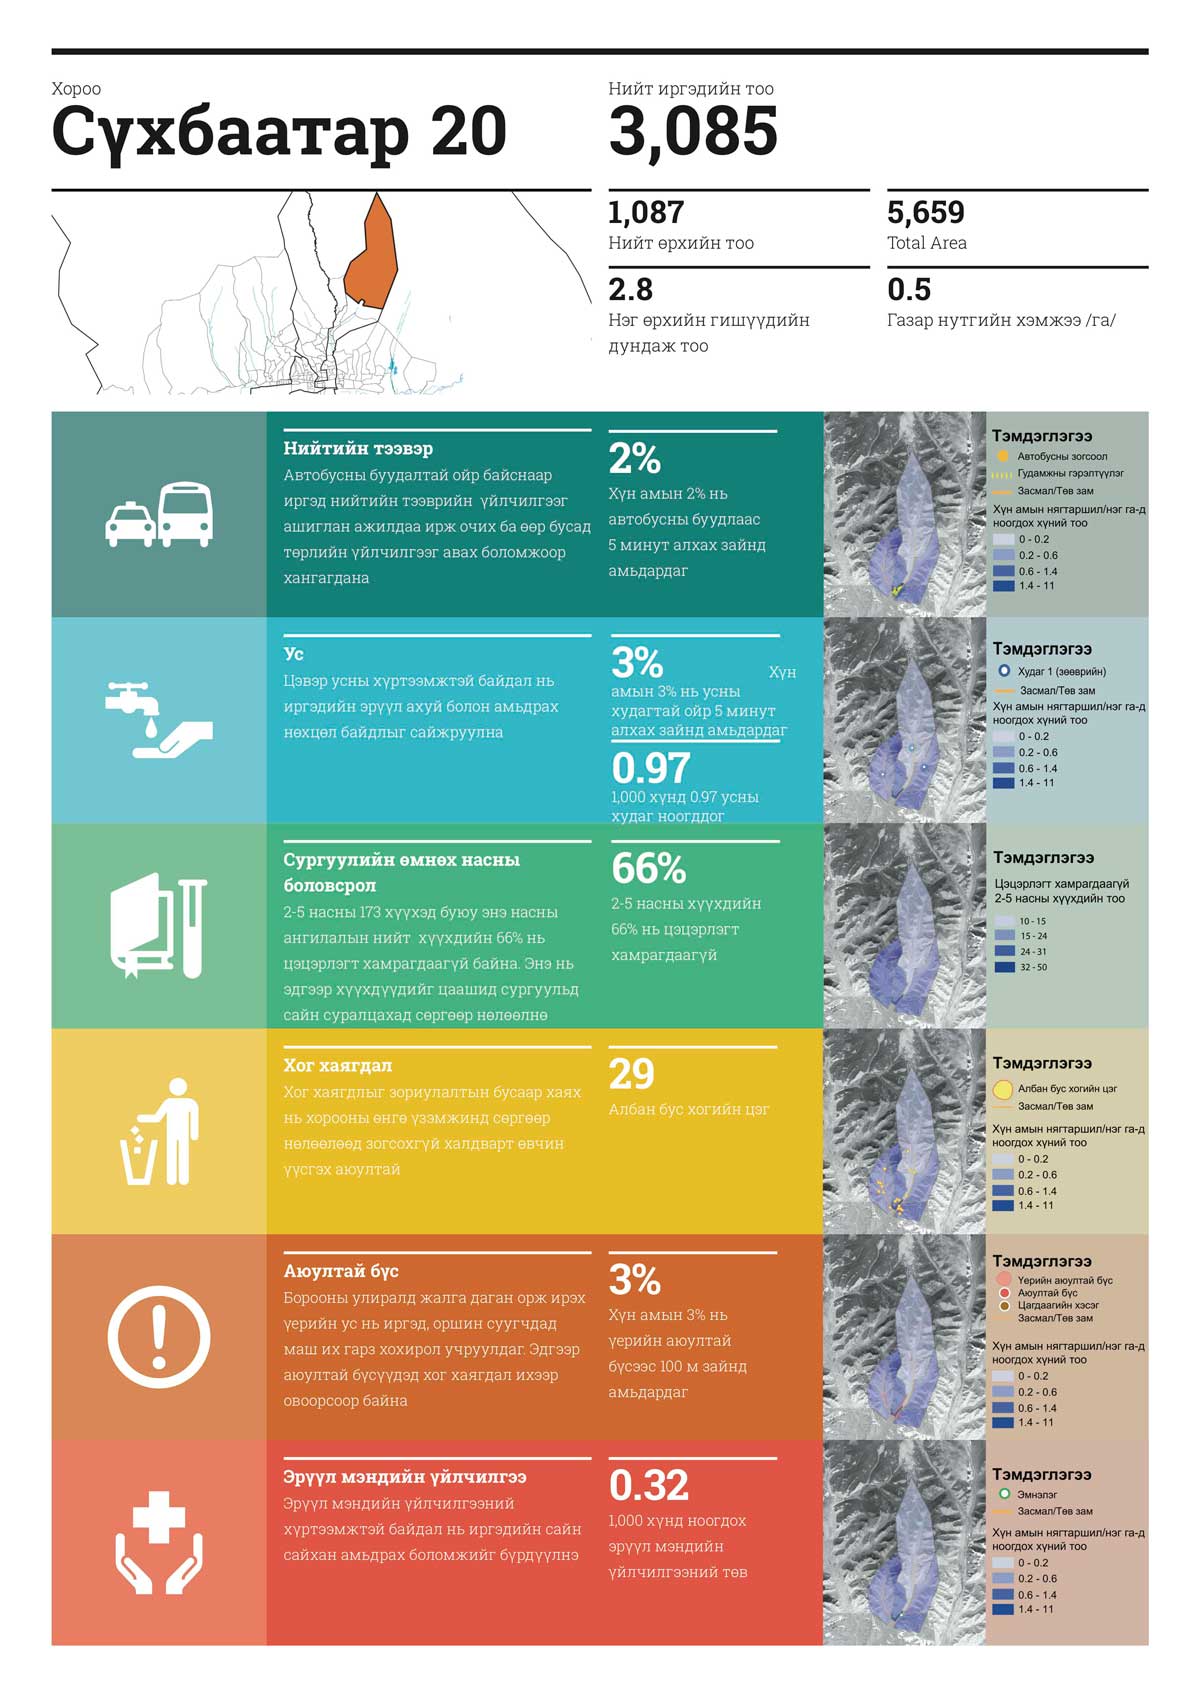 Хороо
Сүхбаатар 20
Нийт иргэдийн тоо
3,085
1,087
Нийт өрхийн тоо
5,659
Total Area
2.8
Нэг өрхийн гишүүдийн
дундаж тоо
0.5
Газар нутгийн хэмжээ /га/
Нийтийн тээвэр
Автобусны буудалтай ойр байснаар
иргэд нийтийн тээврийн үйлчилгээг
ашиглан ажилдаа ирж очих ба өөр бусад
төрлийн үйлчилгээг авах боломжоор
хангагдана
2%
Хүн амын 2% нь
автобусны буудлаас
5 минут алхах зайнд
амьдардаг
Тэмдэглэгээ
Автобусны зогсоол
Гудамжны гэрэлтүүлэг
Засмал/Төв зам
Хүн амын нягтаршил/нэг га-д
ноогдох хүний тоо
0 - 0.2
0.2 - 0.6
0.6 - 1.4
1.4 - 11
Ус
Цэвэр усны хүртээмжтэй байдал нь
иргэдийн эрүүл ахуй болон амьдрах
нөхцөл байдлыг сайжруулна
3%
Хүн
амын 3% нь усны
худагтай ойр 5 минут
алхах зайнд амьдардаг
0.97
1,000 хүнд 0.97 усны
худаг ноогддог
Тэмдэглэгээ
Худаг 1 (зөөврийн)
Засмал/Төв зам
Хүн амын нягтаршил/нэг га-д
ноогдох хүний тоо
0 - 0.2
0.2 - 0.6
0.6 - 1.4
1.4 - 11
Сургуулийн өмнөх насны
боловсрол
2-5 насны 173 хүүхэд буюу энэ насны
ангилалын нийт хүүхдийн 66% нь
цэцэрлэгт хамрагдаагүй байна. Энэ нь
эдгээр хүүхдүүдийг цаашид сургуульд
сайн суралцахад сөргөөр нөлөөлнө
66%
2-5 насны хүүхдийн
66% нь цэцэрлэгт
хамрагдаагүй
Тэмдэглэгээ
Цэцэрлэгт хамрагдаагүй
2-5 насны хүүхдийн тоо
10 - 15
15 - 24
24 - 31
32 - 50
Хог хаягдал
Хог хаягдлыг зориулалтын бусаар хаях
нь хорооны өнгө үзэмжинд сөргөөр
нөлөөлөөд зогсохгүй халдварт өвчин
үүсгэх аюултай
29
Албан бус хогийн цэг
Тэмдэглэгээ
Албан бус хогийн цэг
Засмал/Төв зам
Хүн амын нягтаршил/нэг га-д
ноогдох хүний тоо
0 - 0.2
0.2 - 0.6
0.6 - 1.4
1.4 - 11
Аюултай бүс
Борооны улиралд жалга даган орж ирэх
үерийн ус нь иргэд, оршин суугчдад
маш их гарз хохирол учруулдаг. Эдгээр
аюултай бүсүүдэд хог хаягдал ихээр
овоорсоор байна
3%
Хүн амын 3% нь
үерийн аюултай
бүсээс 100 м зайнд
амьдардаг
Тэмдэглэгээ
Үерийн аюултай бүс
Аюултай бүс
Цагдаагийн хэсэг
Засмал/Төв зам
Хүн амын нягтаршил/нэг га-д
ноогдох хүний тоо
0 - 0.2
0.2 - 0.6
0.6 - 1.4
1.4 - 11
Эрүүл мэндийн үйлчилгээ
Эрүүл мэндийн үйлчилгээний
хүртээмжтэй байдал нь иргэдийн сайн
сайхан амьдрах боломжийг бүрдүүлнэ
0.32
1,000 хүнд ноогдох
эрүүл мэндийн
үйлчилгээний төв
Тэмдэглэгээ
Эмнэлэг
Засмал/Төв зам
Хүн амын нягтаршил/нэг га-д
ноогдох хүний тоо
0 - 0.2
0.2 - 0.6
0.6 - 1.4
1.4 - 11